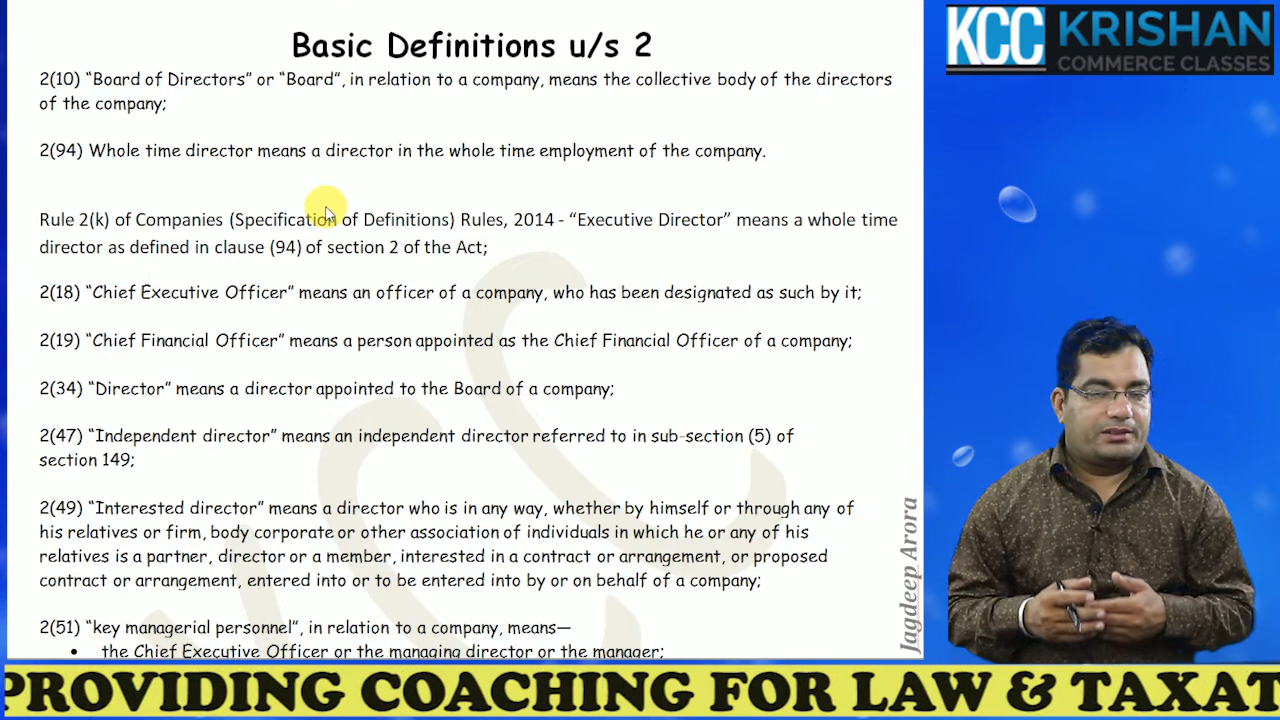 Basic Definitions u/s 2
2(10) “Board of Directors” or “Board”, in relation to a company, means the collective body of the directors
of the company;
2(94) Whole time director means a director in the whole time employment of the company.
Rule 2(k) of Companies (Specification of Definitions) Rules, 2014 - “Executive Director” means a whole time
director as defined in clause (94) of section 2 of the Act;
2(18) “Chief Executive Officer” means an officer of a company, who has been designated as such by it;
2(19) “Chief Financial Officer” means a person appointed as the Chief Financial Officer of a company;
2(34) “Director” means a director appointed to the Board of a company;
2(47) “Independent director” means an independent director referred to in sub-section (5) of
section 149;
2(49) “Interested director” means a director who is in any way, whether by himself or through any of
his relatives or firm, body corporate or other association of individuals in which he or any of his
relatives is a partner, director or a member, interested in a contract or arrangement, or proposed
contract or arrangement, entered into or to be entered into by or on behalf of a company;
2(51) “key managerial personnel”, in relation to a company, means—
• the Chief Executive Officer or the managing director or the manager;
Jagdeep Arora
KCC KRISHAN
COMMERCE CLASSES
PROVIDING COACHING FOR LAW & TAXAT